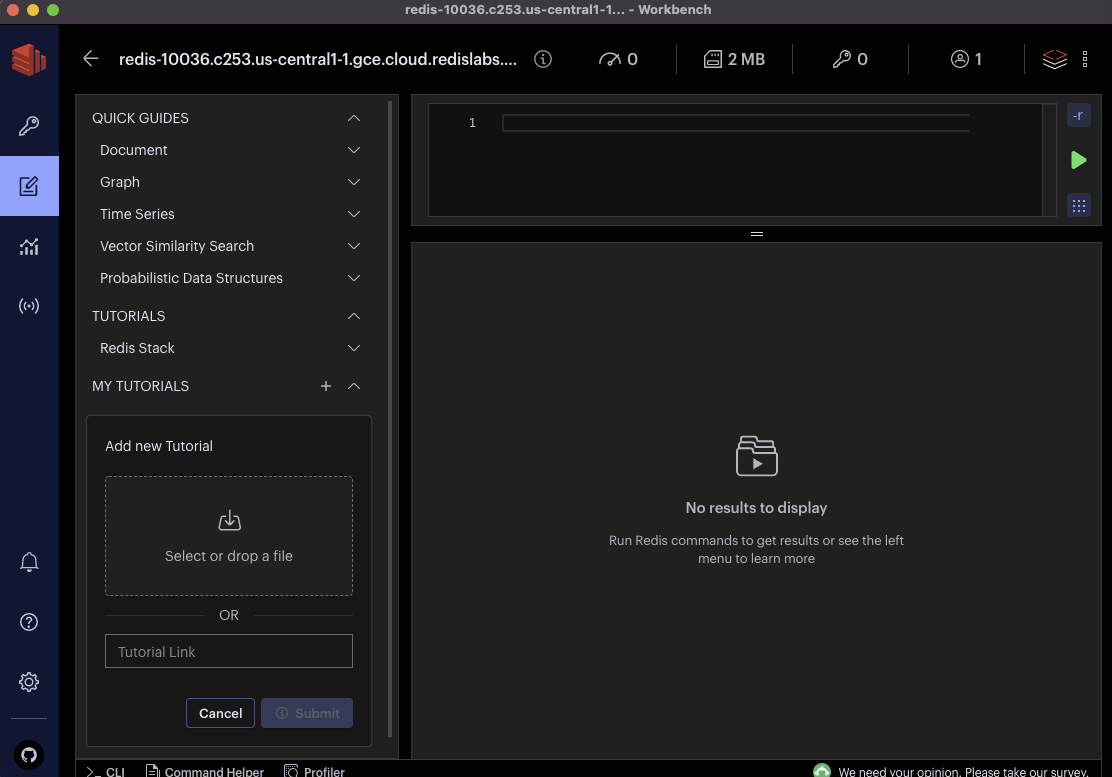 redis-10036.c253.us-central1-1... - Workbench
redis-10036.c253.us-central1-1.gce.cloud.redislabs....
0
2 MB
0
1
QUICK GUIDES
Document
Graph
Time Series
Vector Similarity Search
Probabilistic Data Structures
TUTORIALS
Redis Stack
MY TUTORIALS
Add new Tutorial
Select or drop a file
OR
Tutorial Link
Cancel
Submit
1
-r
No results to display
Run Redis commands to get results or see the left
menu to learn more
>_ CLI
Command Helper
Profiler
We need your opinion. Please take our survey.